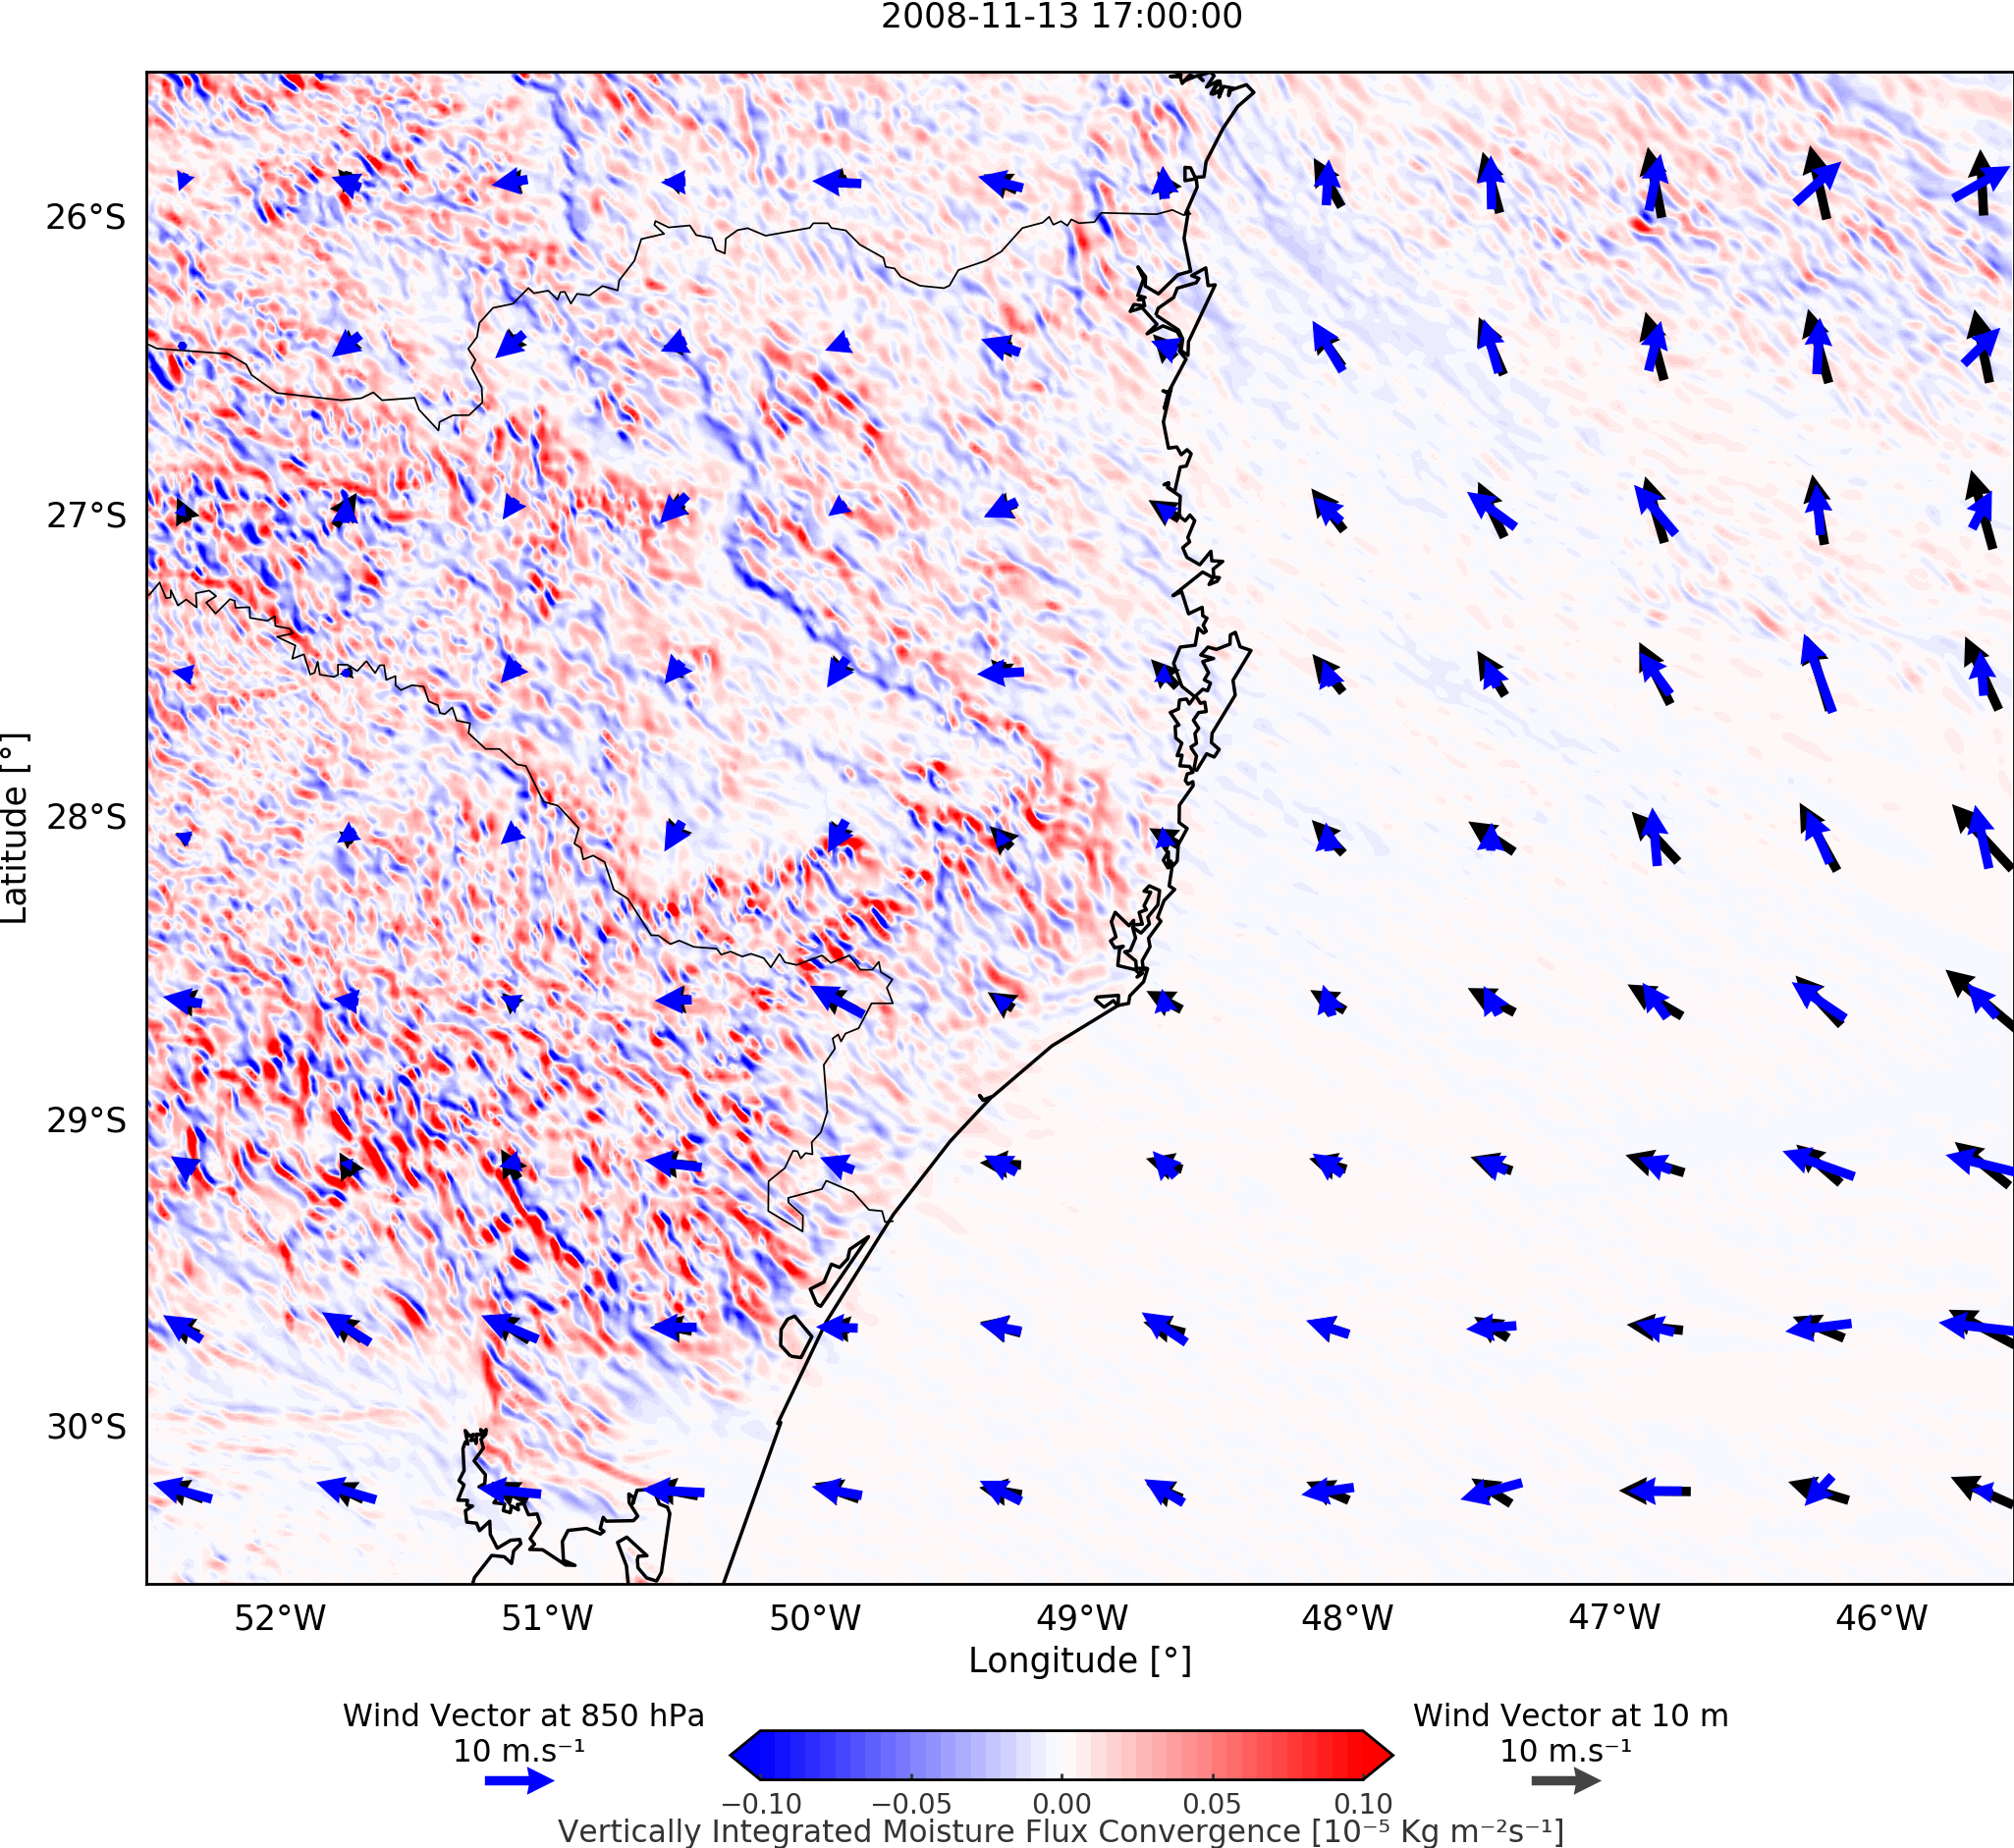 2008-11-13 17:00:00
26°S
27°S
28°S
29°S
30°S
Latitude [°]
52°W 51°W 50°W 49°W 48°W 47°W 46°W
Longitude [°]
Wind Vector at 850 hPa
10 m.s⁻¹
Wind Vector at 10 m
10 m.s⁻¹
−0.10 −0.05 0.00 0.05 0.10
Vertically Integrated Moisture Flux Convergence [10⁻⁵ Kg m⁻²s⁻¹]